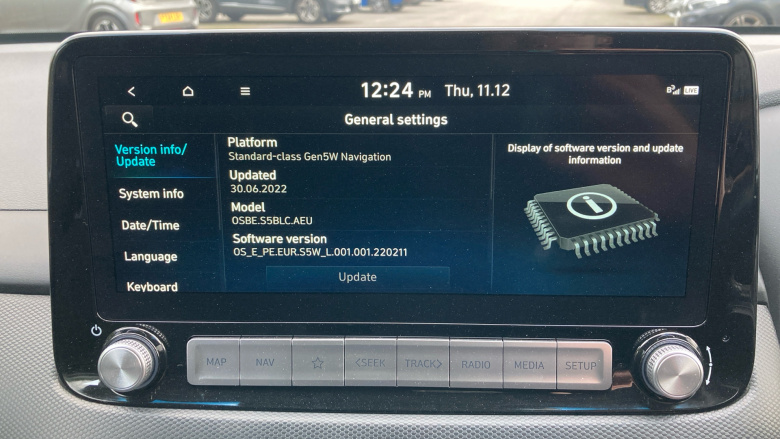 12:24 PM Thu, 11.12
LIVE
General settings
Version info/
Update
System info
Date/Time
Language
Keyboard
Platform
Standard-class Gen5W Navigation
Updated
30.06.2022
Model
OSBE.S5BLC.AEU
Software version
OS_E_PE.EUR.S5W_L.001.001.220211
Update
Display of software version and update
information
MAP
NAV
<SEEK
TRACK>
RADIO
MEDIA
SETUP